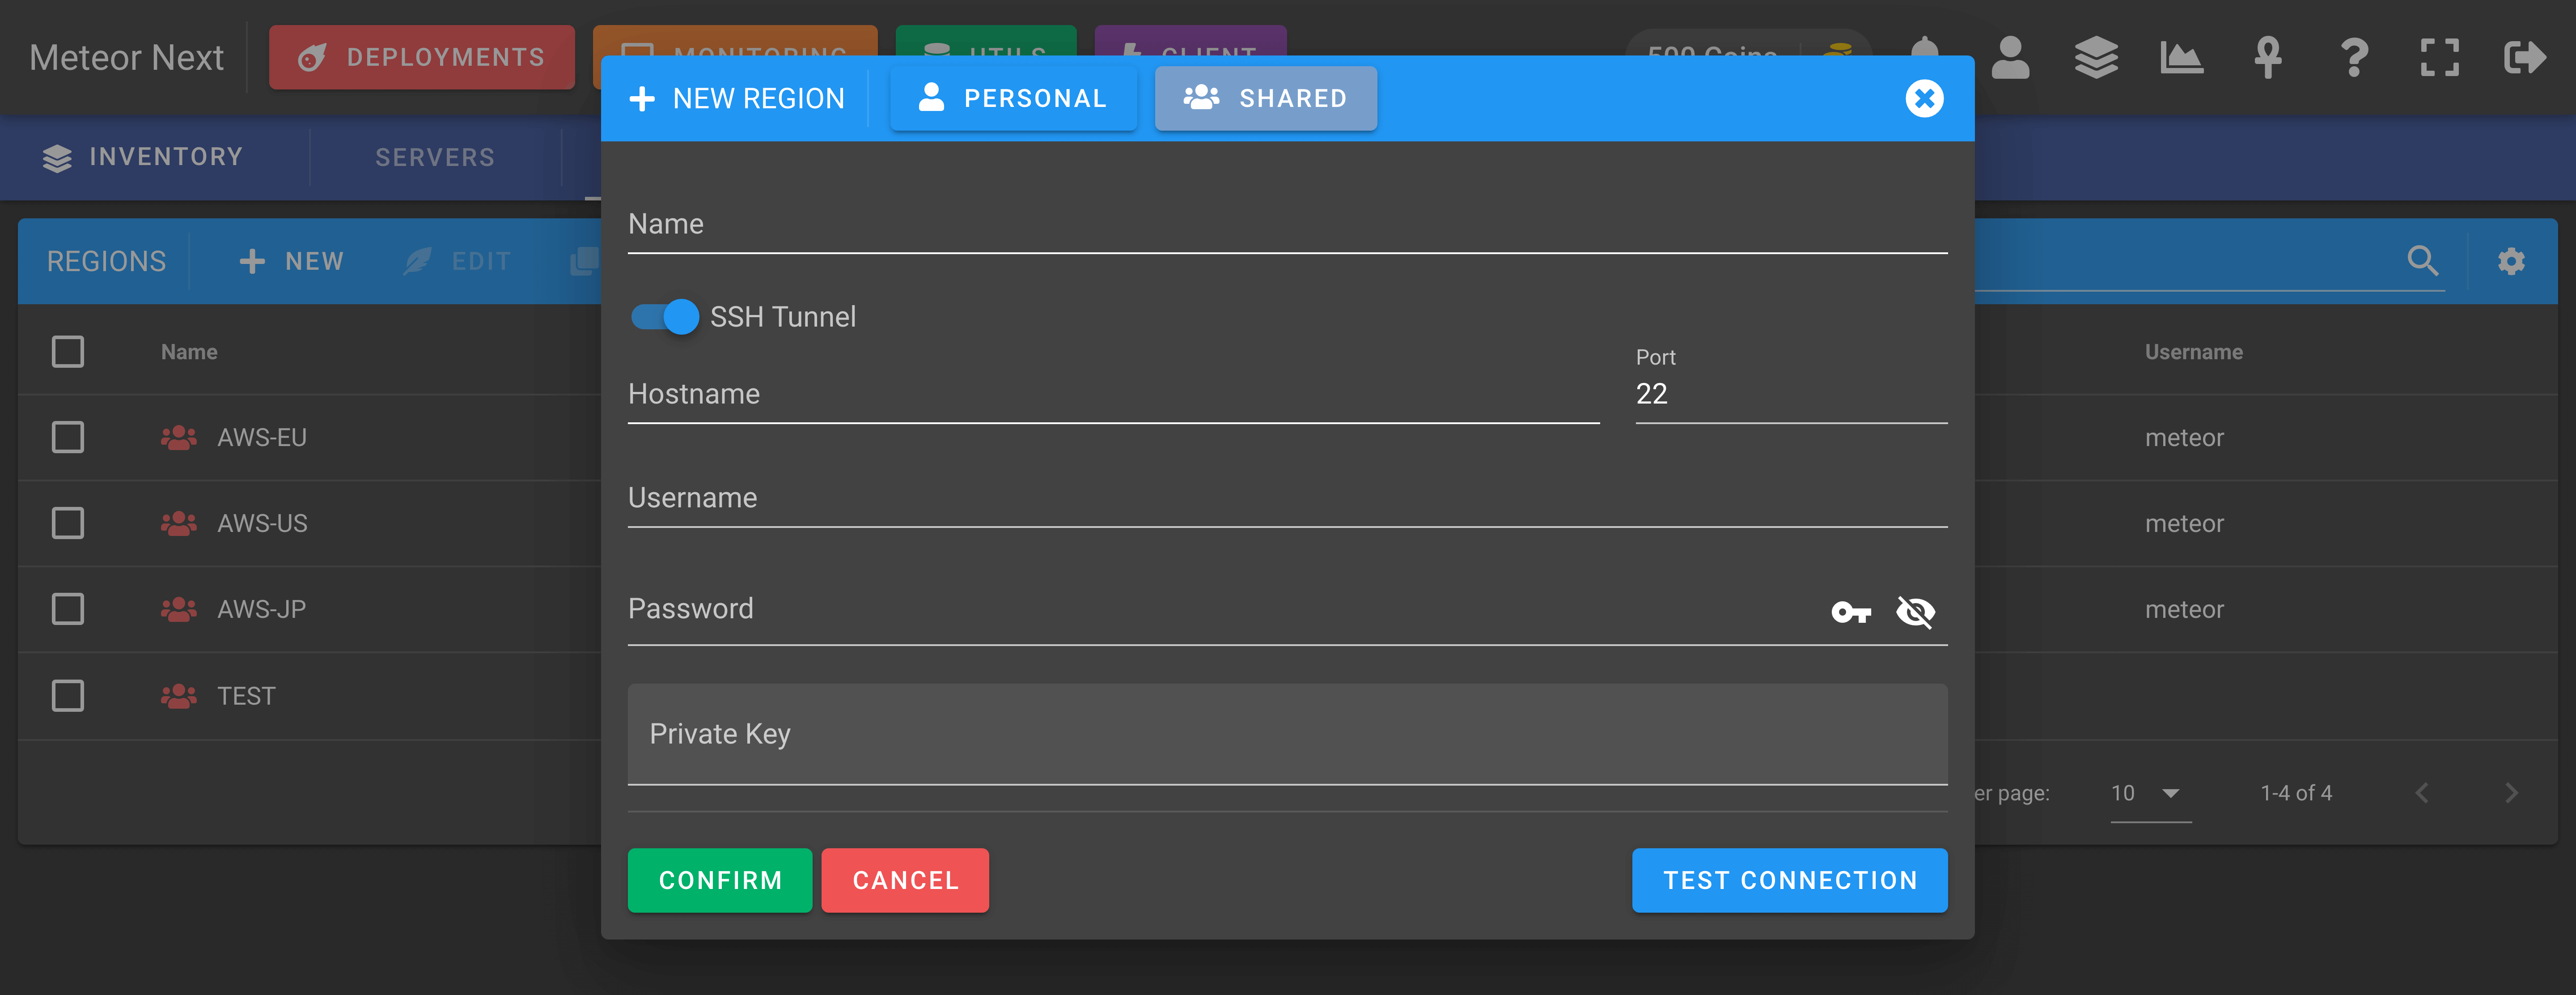 Meteor Next
DEPLOYMENTS
MONITORING
UTILS
CLIENT
500 Coins
NEW REGION
PERSONAL
SHARED
INVENTORY
SERVERS
REGIONS
NEW
EDIT
Name
Username
AWS-EU
meteor
AWS-US
meteor
AWS-JP
meteor
TEST
er page:
10
1-4 of 4
Name
SSH Tunnel
Hostname
Port
22
Username
Password
Private Key
CONFIRM
CANCEL
TEST CONNECTION